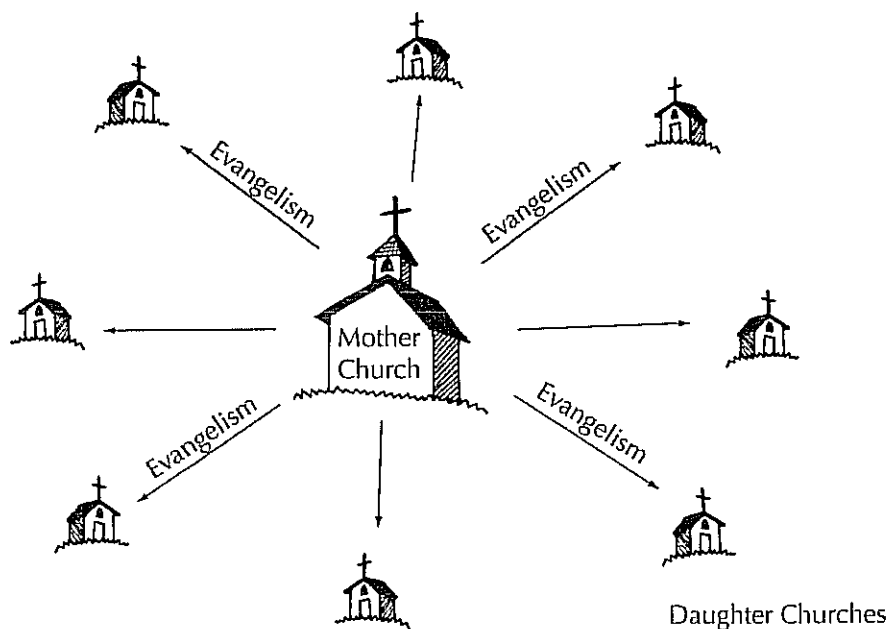 Evangelism
Evangelism
Mother
Church
Evangelism
Evangelism
Daughter Churches